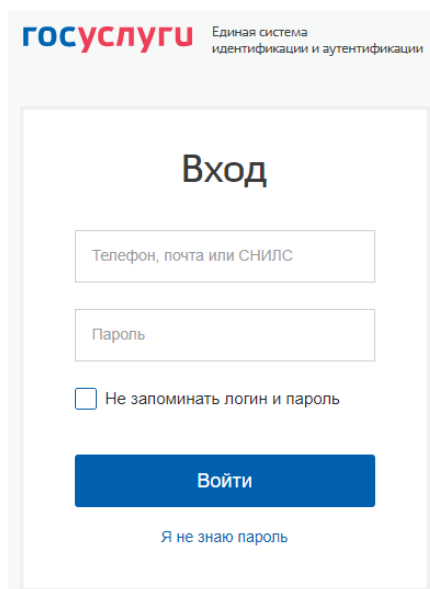 госуслуги
Единая система
идентификации и аутентификации
Вход
Телефон, почта или СНИЛС
Пароль
Не запоминать логин и пароль
Войти
Я не знаю пароль